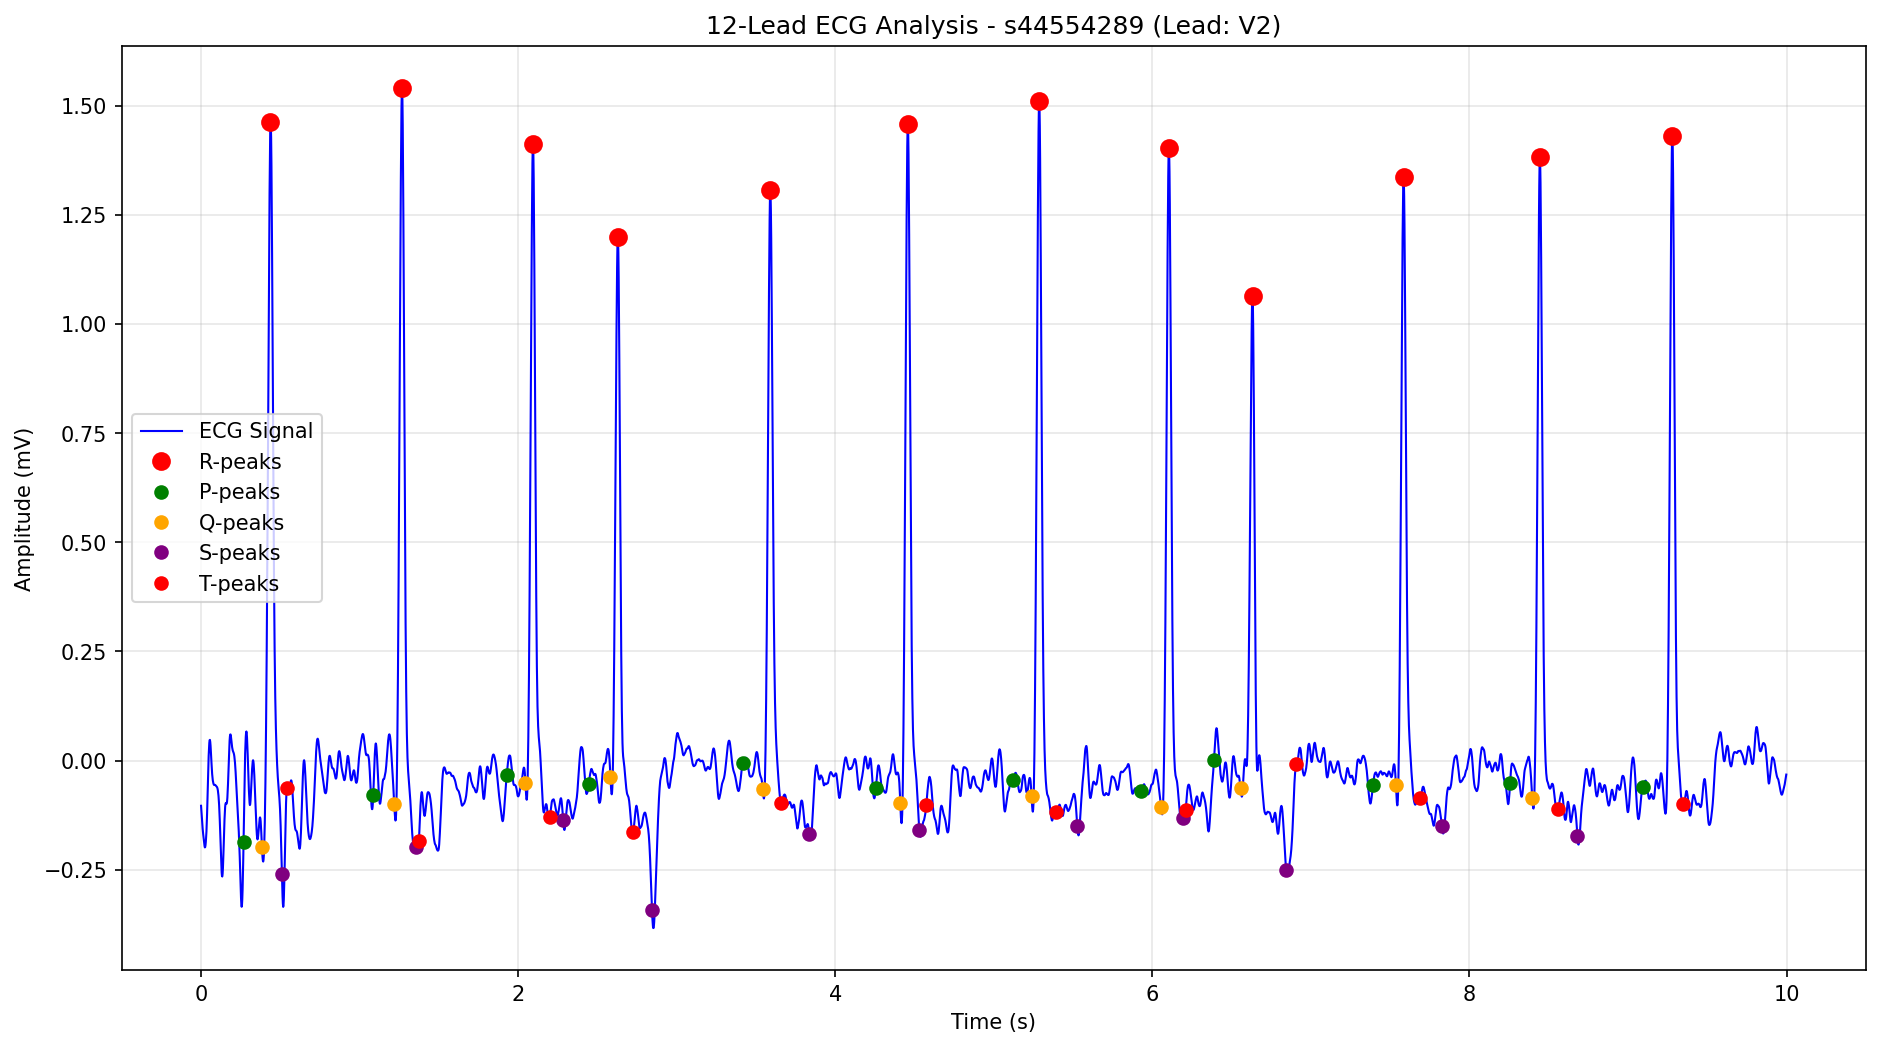 12-Lead ECG Analysis - s44554289 (Lead: V2)
Amplitude (mV)
1.50
1.25
1.00
0.75
0.50
0.25
0.00
−0.25
ECG Signal
R-peaks
P-peaks
Q-peaks
S-peaks
T-peaks
0 2 4 6 8 10
Time (s)